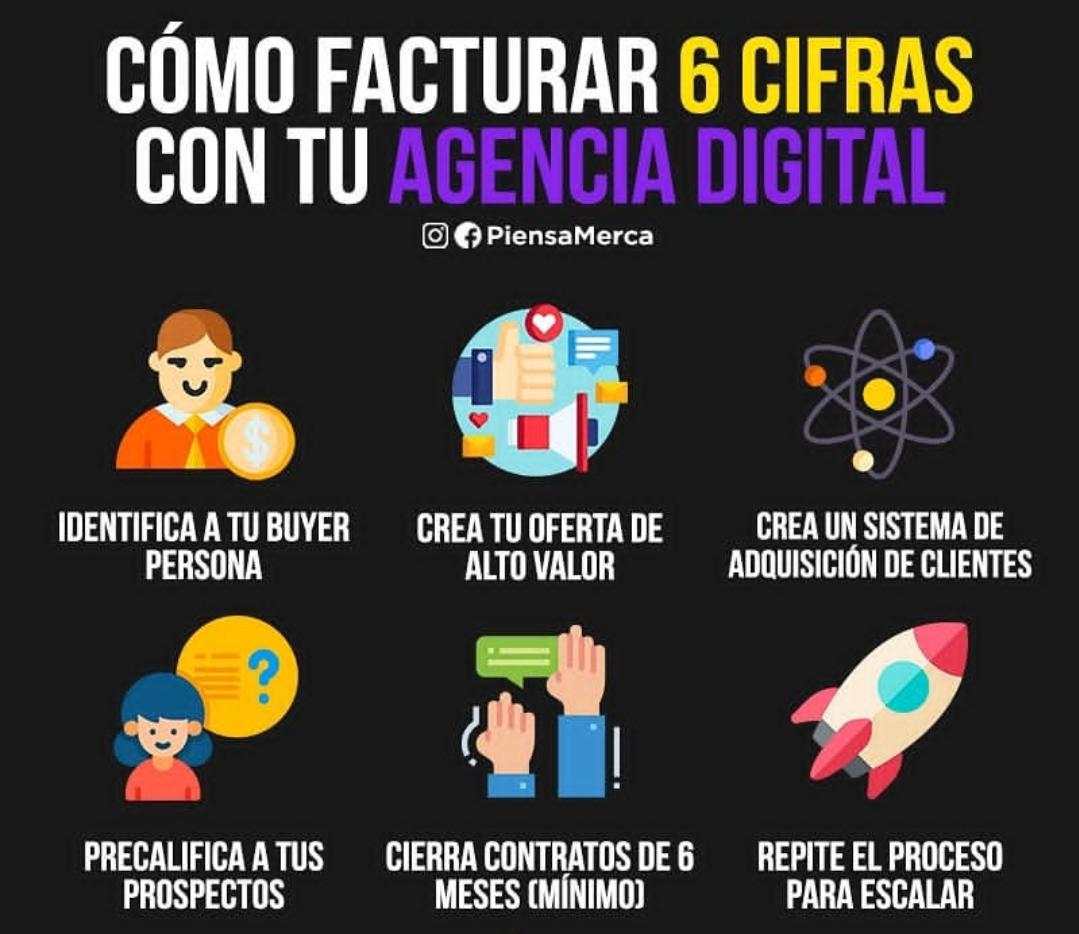 CÓMO FACTURAR 6 CIFRAS
CON TU AGENCIA DIGITAL
PiensaMerca
IDENTIFICA A TU BUYER
PERSONA
CREA TU OFERTA DE
ALTO VALOR
CREA UN SISTEMA DE
ADQUISICIÓN DE CLIENTES
PRECALIFICA A TUS
PROSPECTOS
CIERRA CONTRATOS DE 6
MESES (MÍNIMO)
REPITE EL PROCESO
PARA ESCALAR